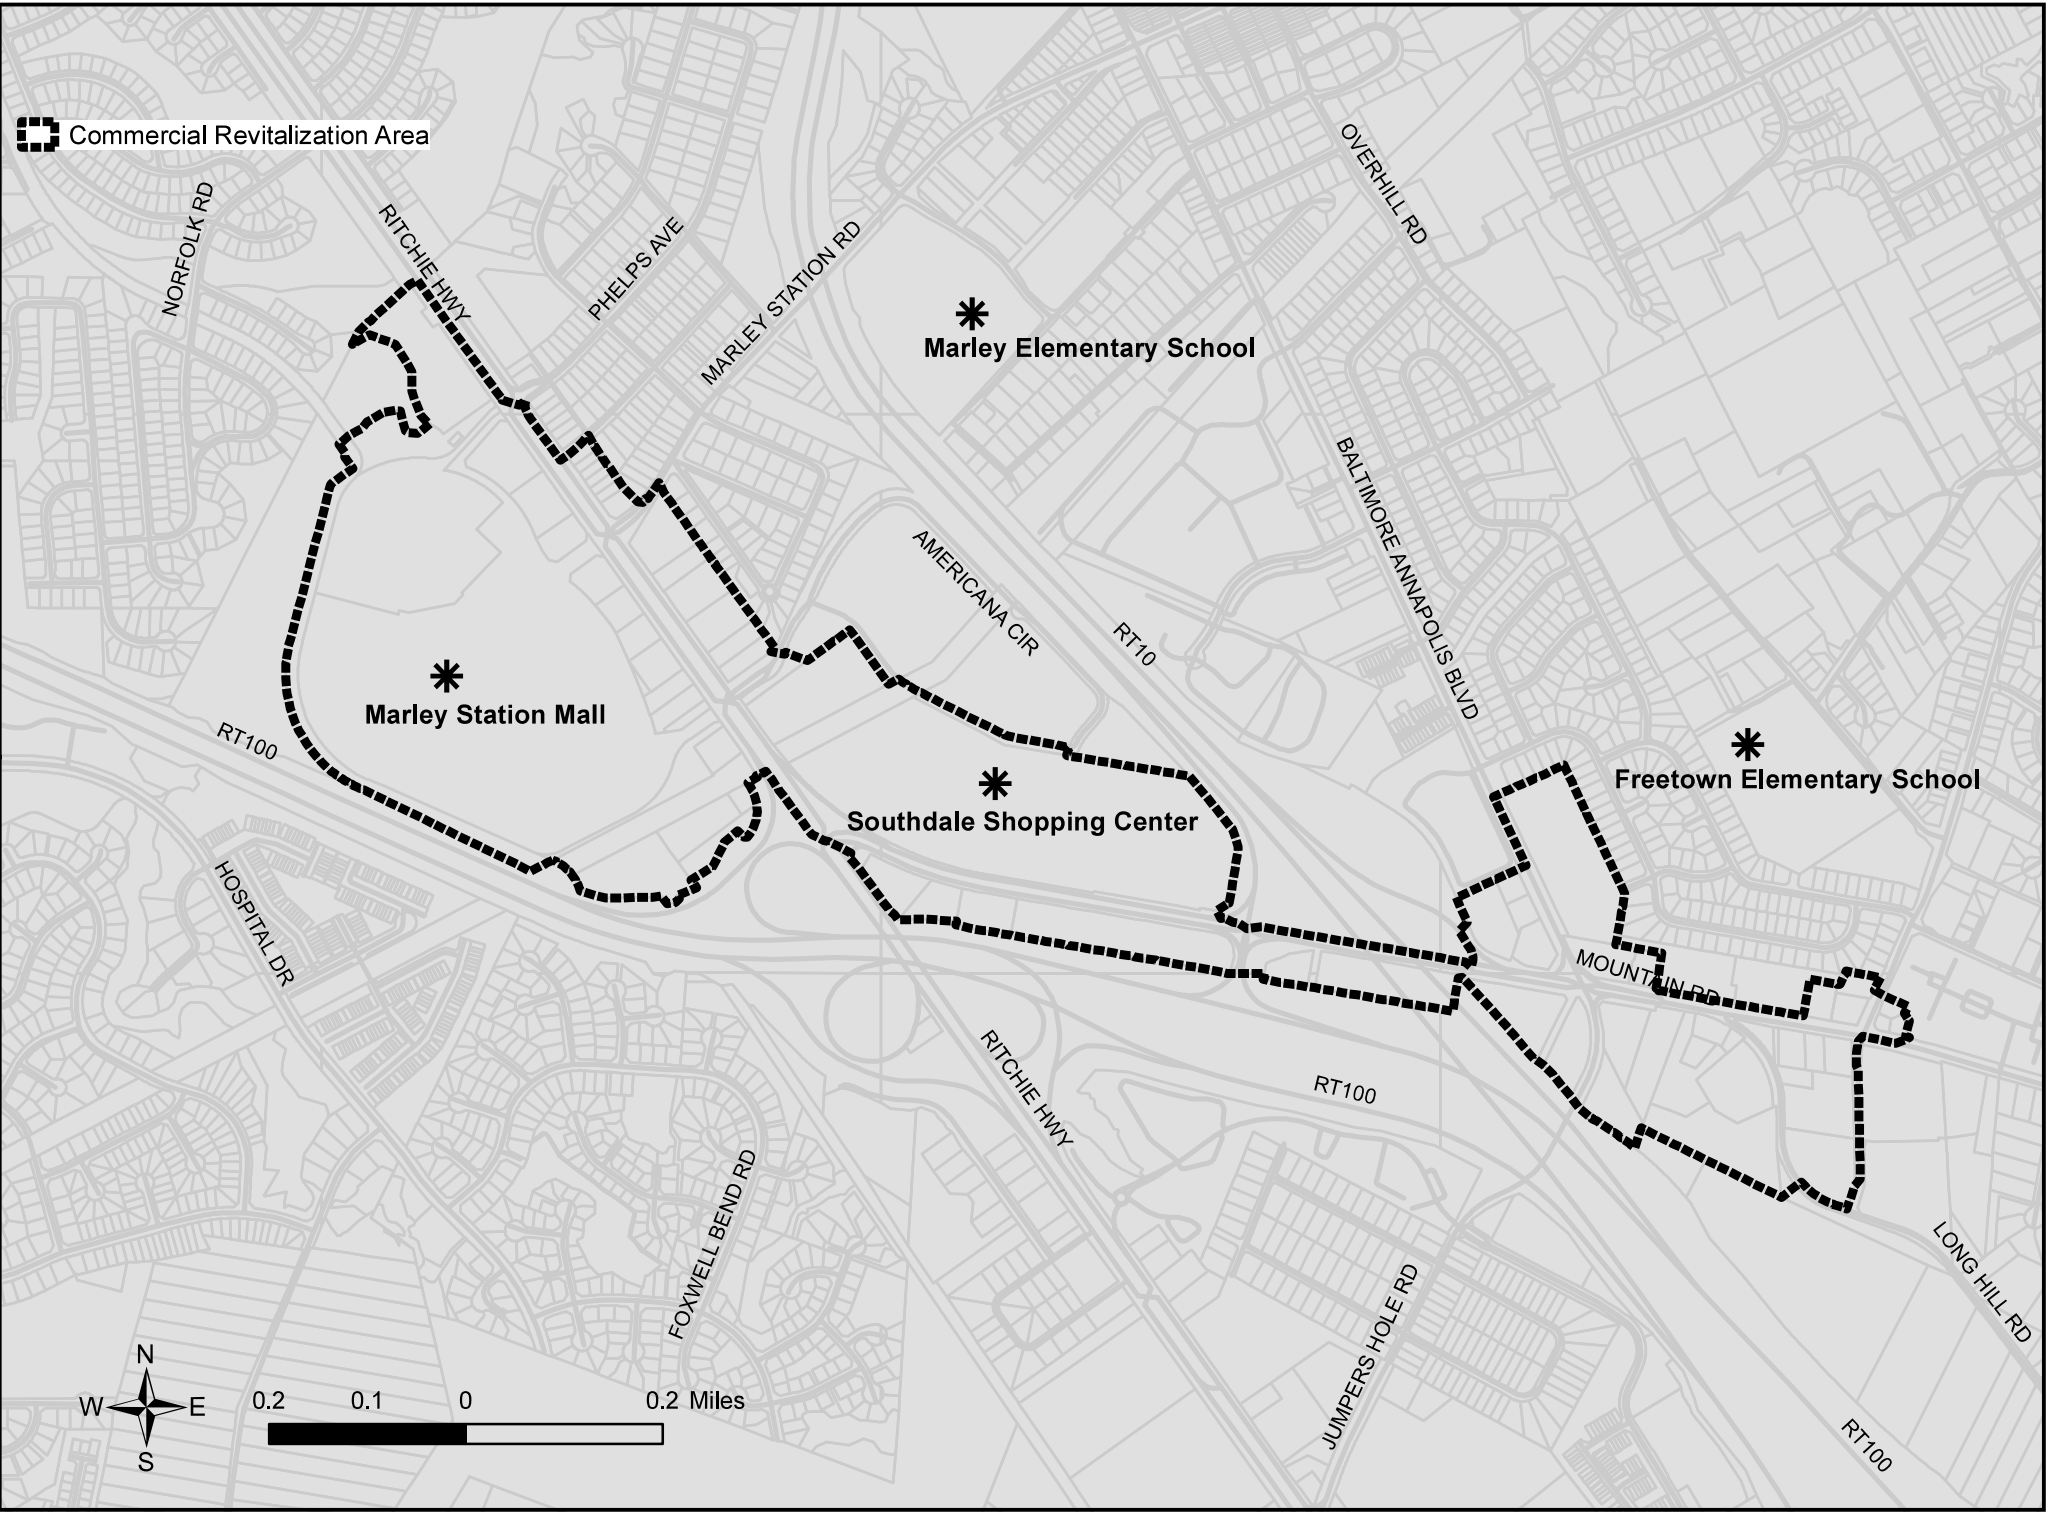 Commercial Revitalization Area
OVERHILL RD
NORFOLK RD
RITCHIE HWY
PHELPS AVE
MARLEY STATION RD
Marley Elementary School
BALTIMORE ANNAPOLIS BLVD
AMERICANA CIR
RT10
Marley Station Mall
RT100
Freetown Elementary School
Southdale Shopping Center
HOSPITAL DR
MOUNTAIN RD
RITCHIE HWY
RT100
FOXWELL BEND RD
LONG HILL RD
JUMPERS HOLE RD
RT100
N
W E
S
0.2 0.1 0 0.2 Miles